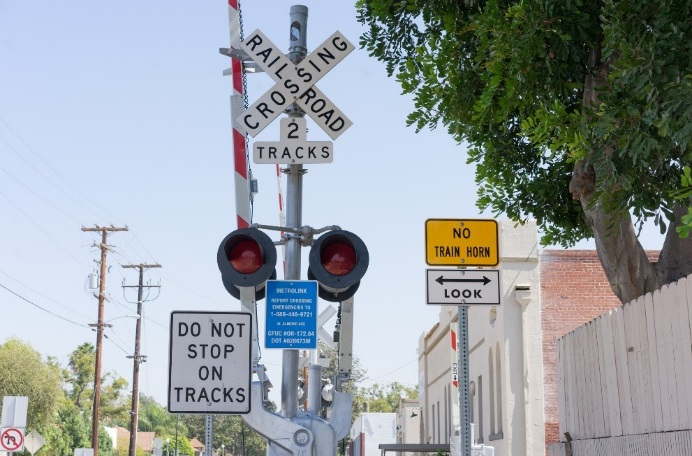 RAILROAD
CROSSING
2
TRACKS
NO
TRAIN HORN
LOOK
METROLINK
REPORT CROSSING
EMERGENCIES TO
DO NOT
STOP
ON
TRACKS